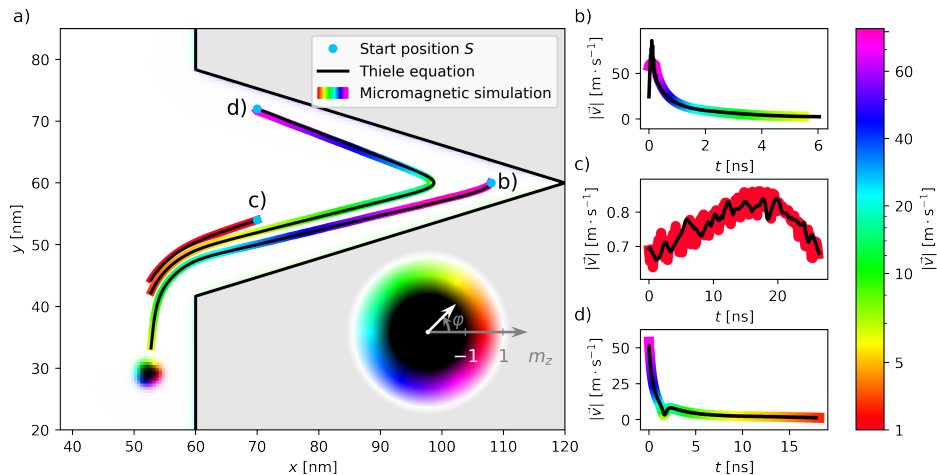 a)
85
80
70
60
50
40
30
20
y [nm]
40
50
60
70
80
90
100
110
120
x [nm]
Start position S
Thiele equation
Micromagnetic simulation
d)
b)
c)
φ
−1
1
m_z
b)
50
0
|v⃗| [m · s⁻¹]
0
2
4
6
t [ns]
c)
0.8
0.7
|v⃗| [m · s⁻¹]
0
10
20
t [ns]
d)
50
25
0
|v⃗| [m · s⁻¹]
0
5
10
15
t [ns]
60
40
20
10
5
1
|v⃗| [m · s⁻¹]